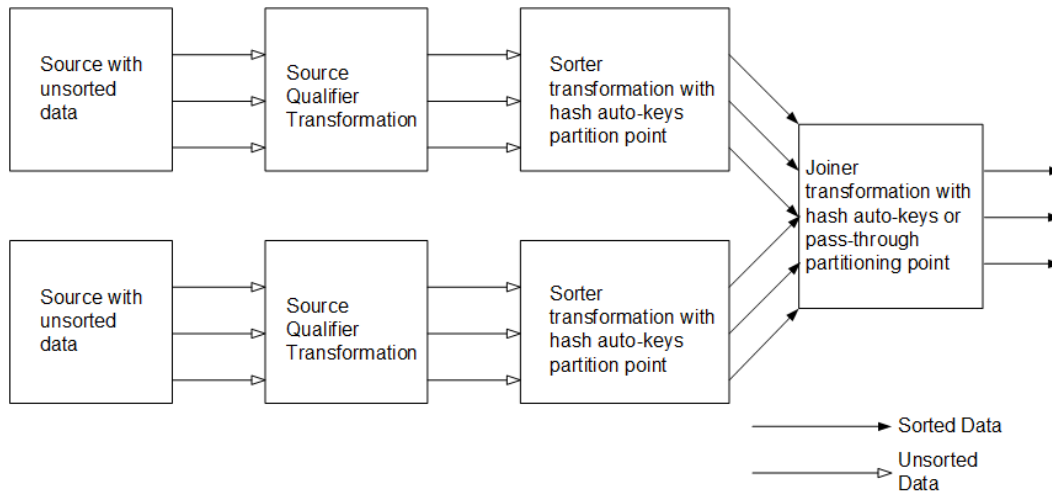 Source with
unsorted
data
Source
Qualifier
Transformation
Sorter
transformation with
hash auto-keys
partition point
Joiner
transformation with
hash auto-keys or
pass-through
partitioning point
Source with
unsorted
data
Source
Qualifier
Transformation
Sorter
transformation with
hash auto-keys
partition point
Sorted Data
Unsorted
Data